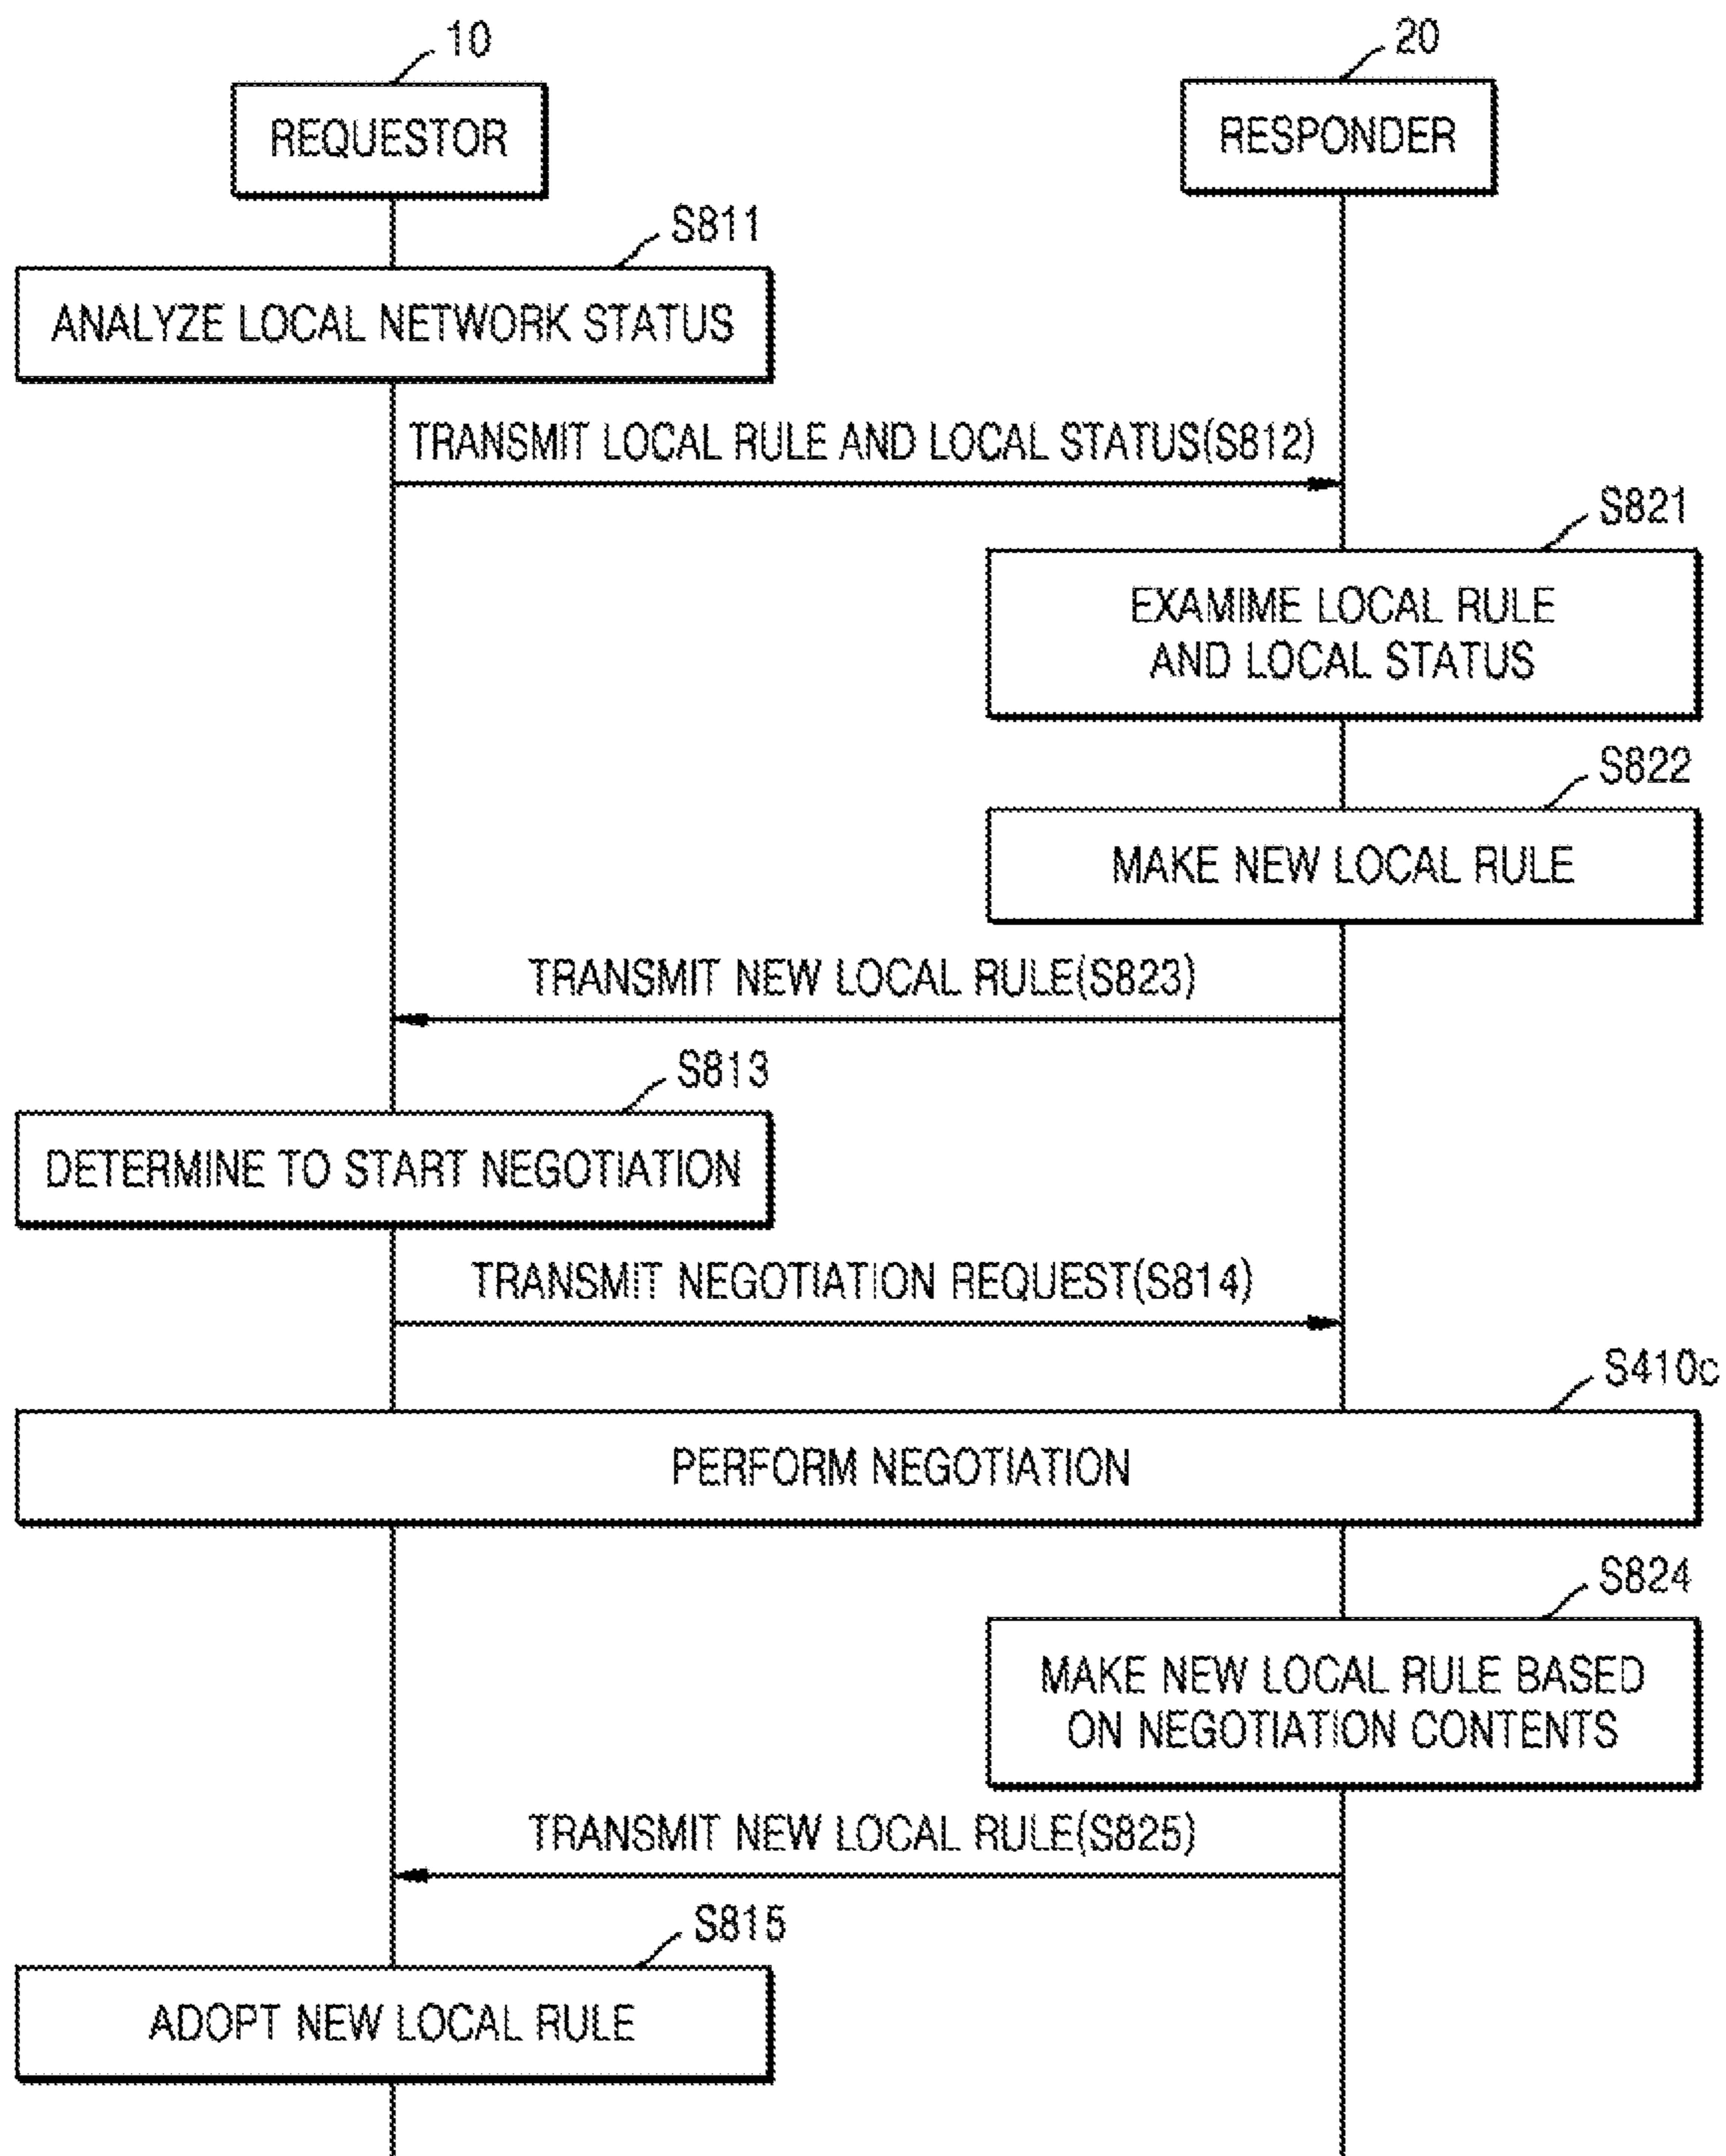 10
20
REQUESTOR
RESPONDER
S811
ANALYZE LOCAL NETWORK STATUS
TRANSMIT LOCAL RULE AND LOCAL STATUS(S812)
S821
EXAMIME LOCAL RULE
AND LOCAL STATUS
S822
MAKE NEW LOCAL RULE
TRANSMIT NEW LOCAL RULE(S823)
S813
DETERMINE TO START NEGOTIATION
TRANSMIT NEGOTIATION REQUEST(S814)
S410c
PERFORM NEGOTIATION
S824
MAKE NEW LOCAL RULE BASED
ON NEGOTIATION CONTENTS
TRANSMIT NEW LOCAL RULE(S825)
S815
ADOPT NEW LOCAL RULE